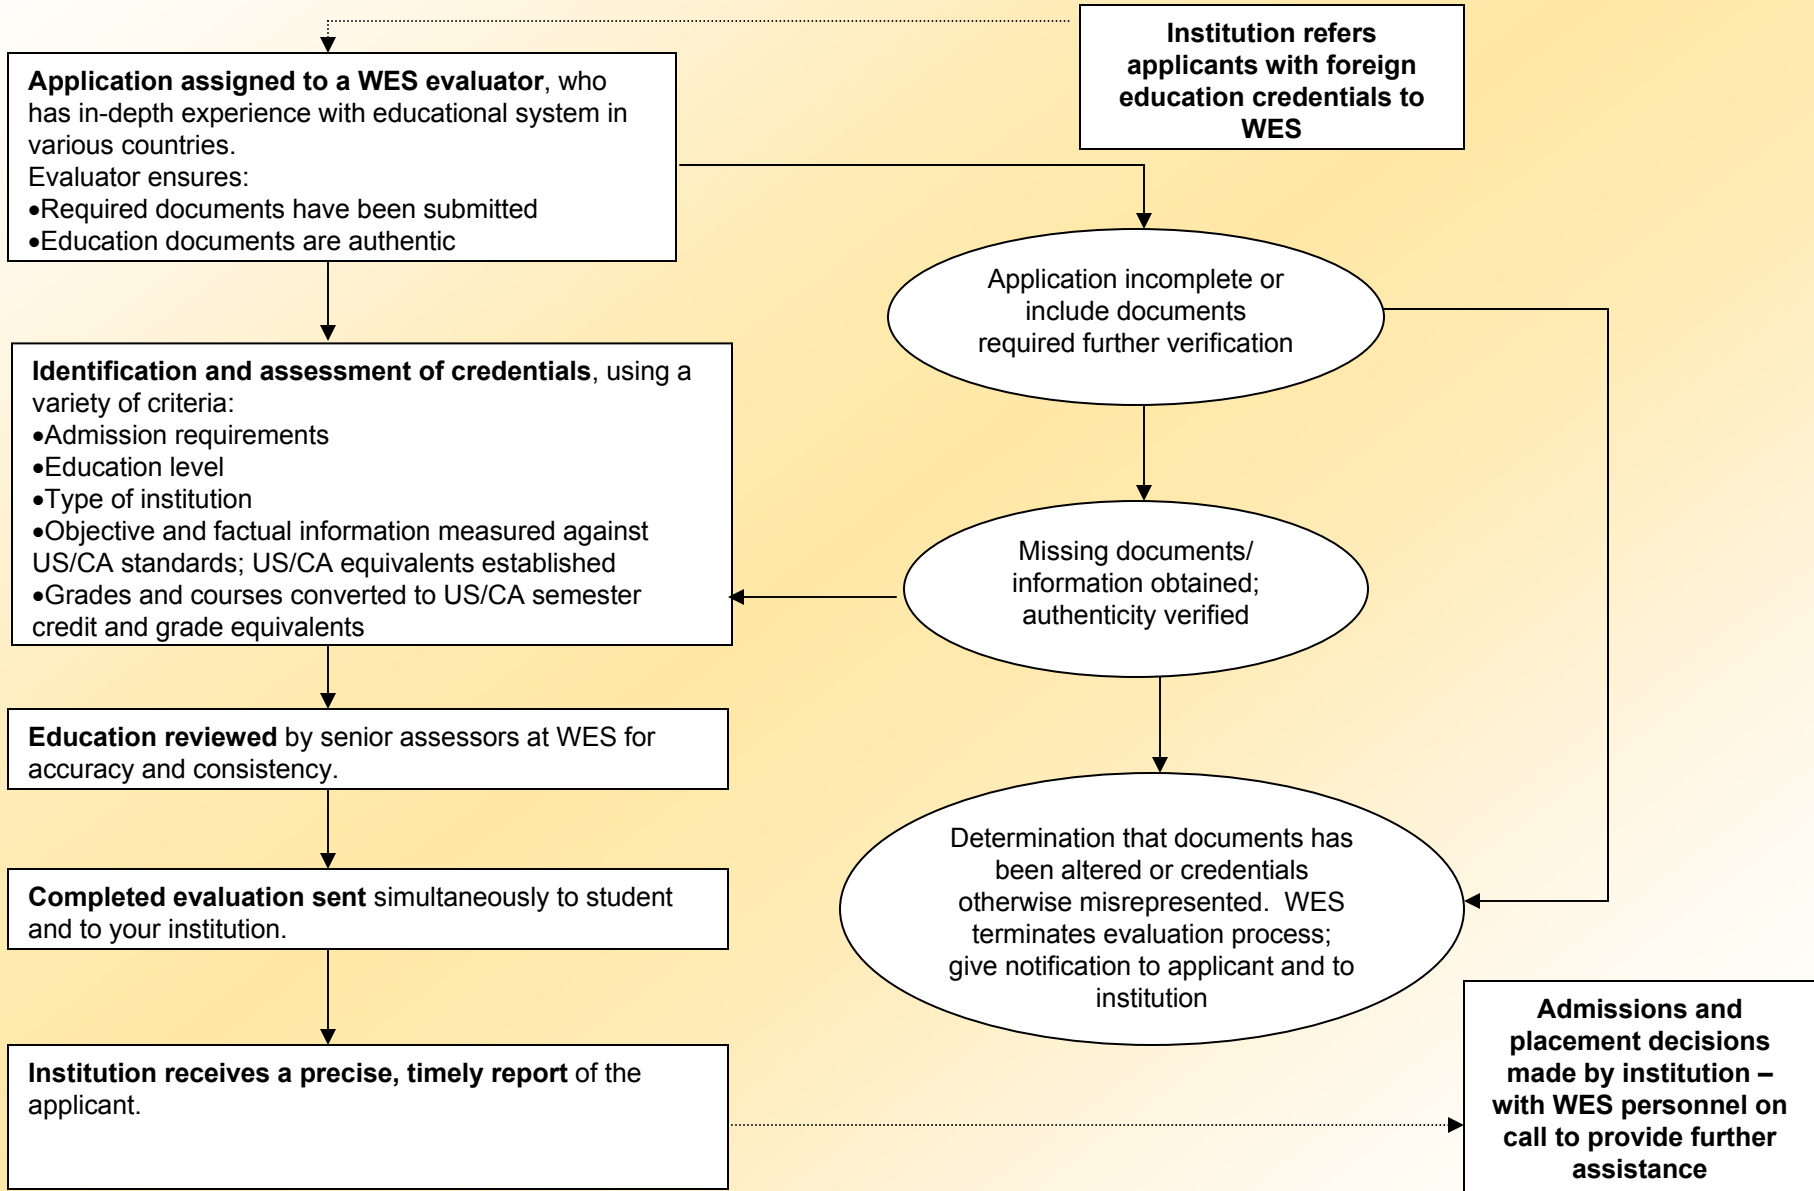 Institution refers
applicants with foreign
education credentials to
WES
Application assigned to a WES evaluator, who
has in-depth experience with educational system in
various countries.
Evaluator ensures:
•Required documents have been submitted
•Education documents are authentic
Application incomplete or
include documents
required further verification
Identification and assessment of credentials, using a
variety of criteria:
•Admission requirements
•Education level
•Type of institution
•Objective and factual information measured against
US/CA standards; US/CA equivalents established
•Grades and courses converted to US/CA semester
credit and grade equivalents
Missing documents/
information obtained;
authenticity verified
Education reviewed by senior assessors at WES for
accuracy and consistency.
Determination that documents has
been altered or credentials
otherwise misrepresented.  WES
terminates evaluation process;
give notification to applicant and to
institution
Completed evaluation sent simultaneously to student
and to your institution.
Institution receives a precise, timely report of the
applicant.
Admissions and
placement decisions
made by institution –
with WES personnel on
call to provide further
assistance